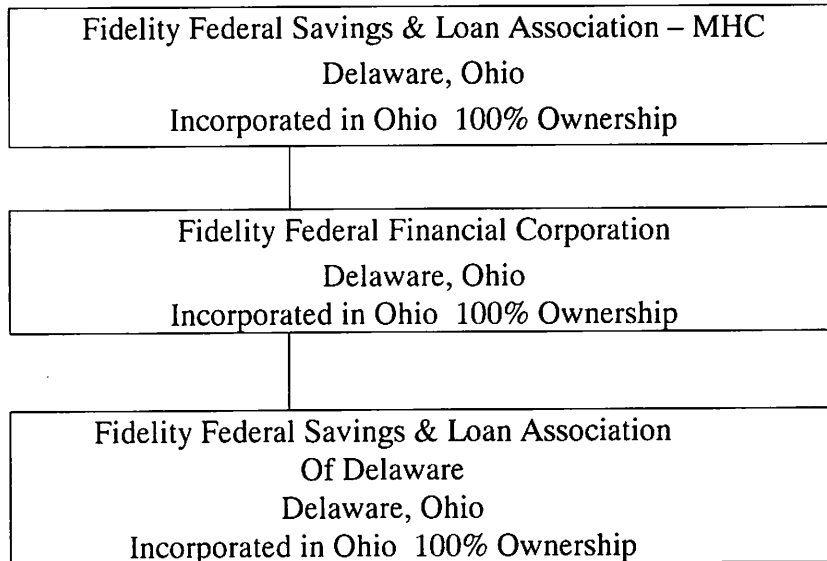 Fidelity Federal Savings & Loan Association – MHC
Delaware, Ohio
Incorporated in Ohio 100% Ownership
Fidelity Federal Financial Corporation
Delaware, Ohio
Incorporated in Ohio 100% Ownership
Fidelity Federal Savings & Loan Association
Of Delaware
Delaware, Ohio
Incorporated in Ohio 100% Ownership